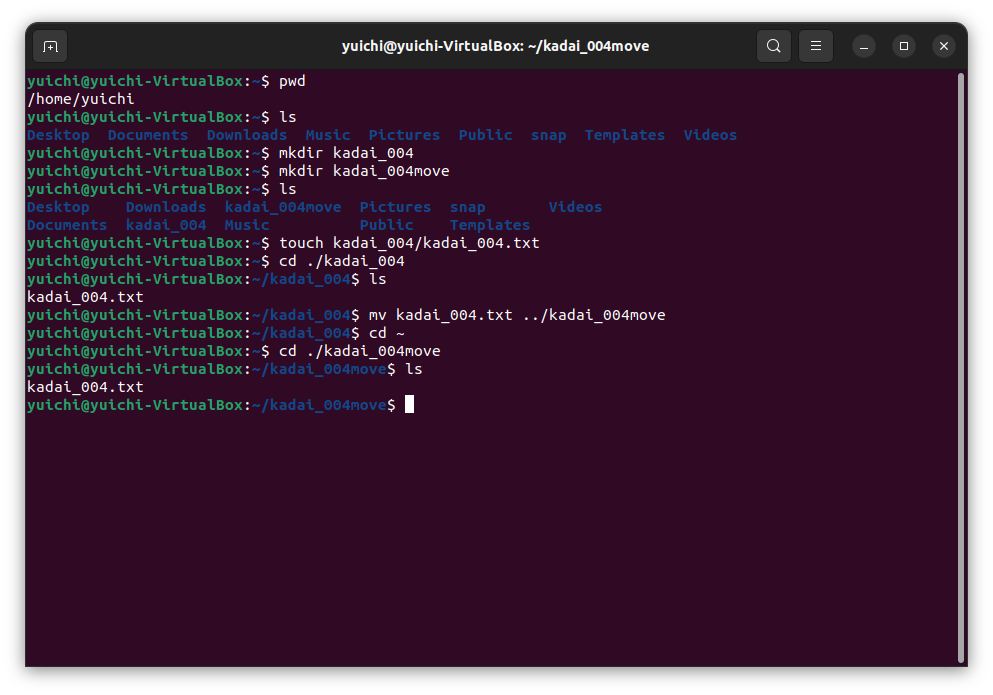 yuichi@yuichi-VirtualBox: ~/kadai_004move
yuichi@yuichi-VirtualBox:~$ pwd
/home/yuichi
yuichi@yuichi-VirtualBox:~$ ls
Desktop  Documents  Downloads  Music  Pictures  Public  snap  Templates  Videos
yuichi@yuichi-VirtualBox:~$ mkdir kadai_004
yuichi@yuichi-VirtualBox:~$ mkdir kadai_004move
yuichi@yuichi-VirtualBox:~$ ls
Desktop    Downloads  kadai_004move  Pictures  snap       Videos
Documents  kadai_004  Music          Public    Templates
yuichi@yuichi-VirtualBox:~$ touch kadai_004/kadai_004.txt
yuichi@yuichi-VirtualBox:~$ cd ./kadai_004
yuichi@yuichi-VirtualBox:~/kadai_004$ ls
kadai_004.txt
yuichi@yuichi-VirtualBox:~/kadai_004$ mv kadai_004.txt ../kadai_004move
yuichi@yuichi-VirtualBox:~/kadai_004$ cd ~
yuichi@yuichi-VirtualBox:~$ cd ./kadai_004move
yuichi@yuichi-VirtualBox:~/kadai_004move$ ls
kadai_004.txt
yuichi@yuichi-VirtualBox:~/kadai_004move$